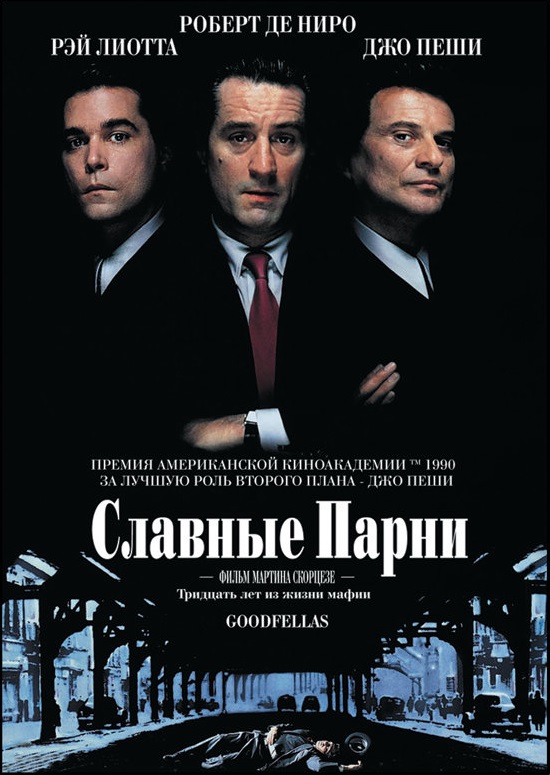 РОБЕРТ ДЕ НИРО
РЭЙ ЛИОТТА
ДЖО ПЕШИ
ПРЕМИЯ АМЕРИКАНСКОЙ КИНОАКАДЕМИИ ™ 1990
ЗА ЛУЧШУЮ РОЛЬ ВТОРОГО ПЛАНА - ДЖО ПЕШИ
Славные Парни
— ФИЛЬМ МАРТИНА СКОРЦЕЗЕ —
Тридцать лет из жизни мафии
GOODFELLAS